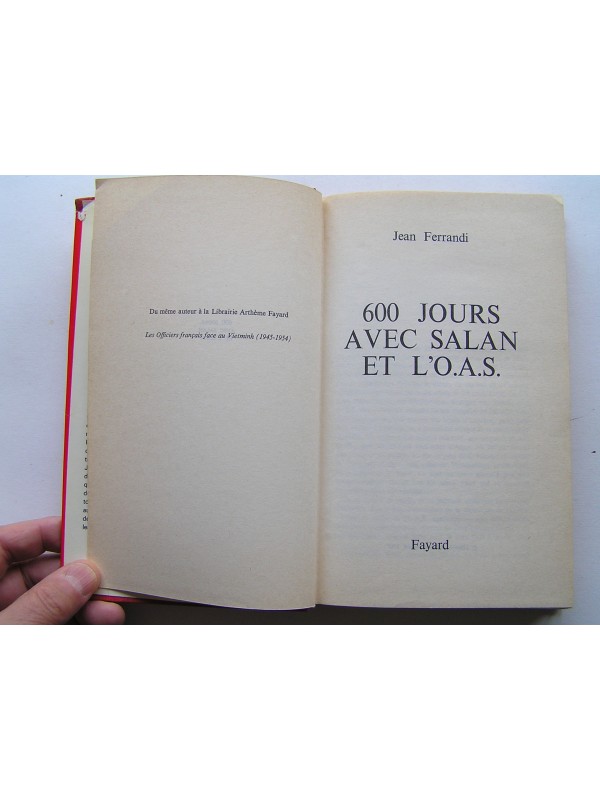 Du même auteur à la Librairie Arthème Fayard
Les Officiers français face au Vietminh (1945-1954)
Jean Ferrandi
600 JOURS
AVEC SALAN
ET L'O.A.S.
Fayard